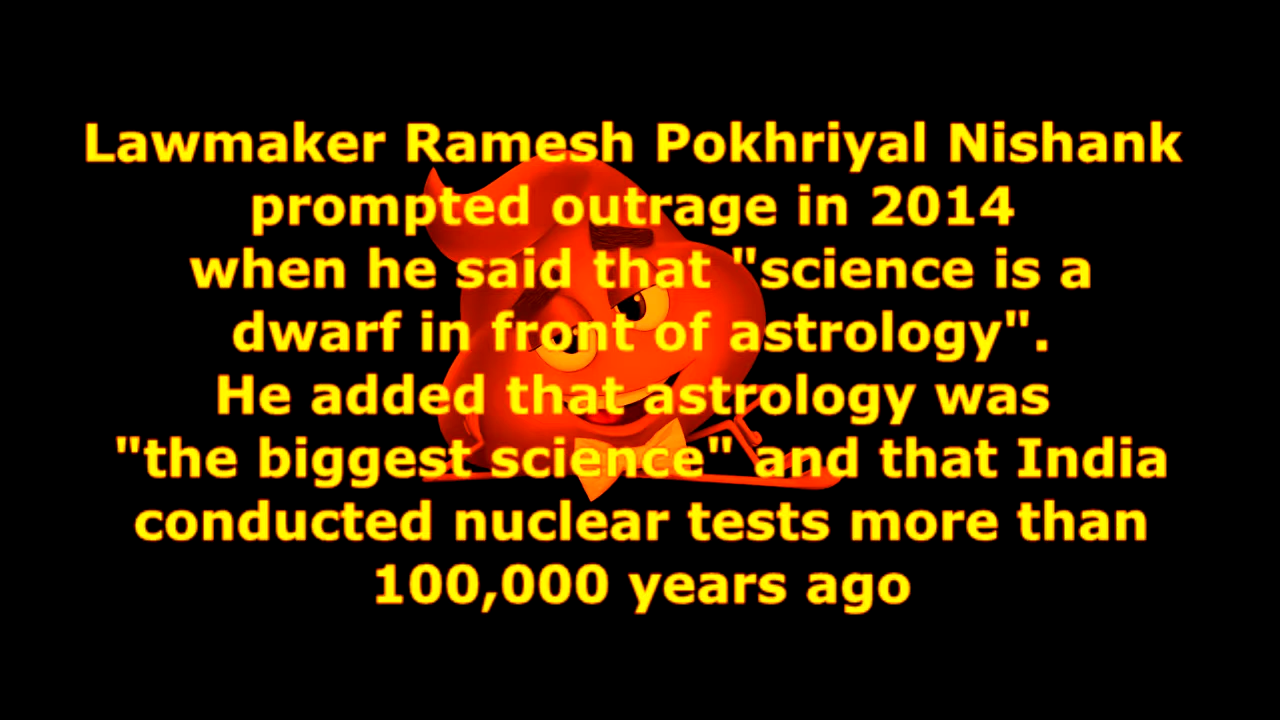 Lawmaker Ramesh Pokhriyal Nishank
prompted outrage in 2014
when he said that "science is a
dwarf in front of astrology".
He added that astrology was
"the biggest science" and that India
conducted nuclear tests more than
100,000 years ago